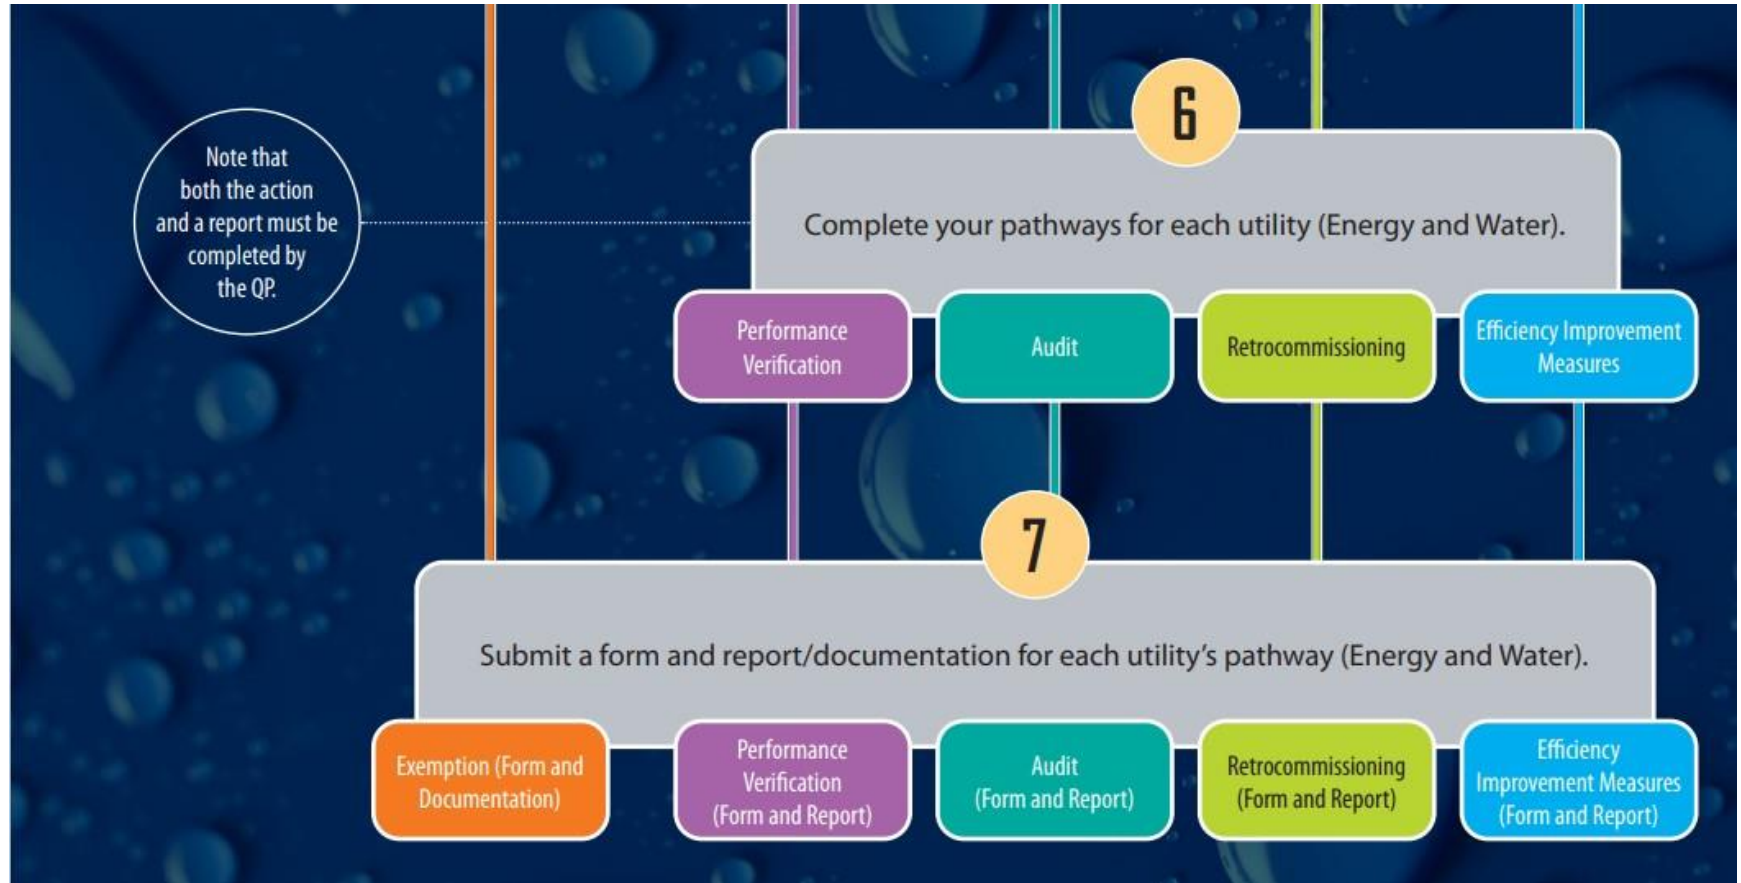 6
Note that
both the action
and a report must be
completed by
the QP.
Complete your pathways for each utility (Energy and Water).
Performance
Verification
Audit
Retrocommissioning
Efficiency Improvement
Measures
7
Submit a form and report/documentation for each utility’s pathway (Energy and Water).
Exemption (Form and
Documentation)
Performance
Verification
(Form and Report)
Audit
(Form and Report)
Retrocommissioning
(Form and Report)
Efficiency
Improvement Measures
(Form and Report)